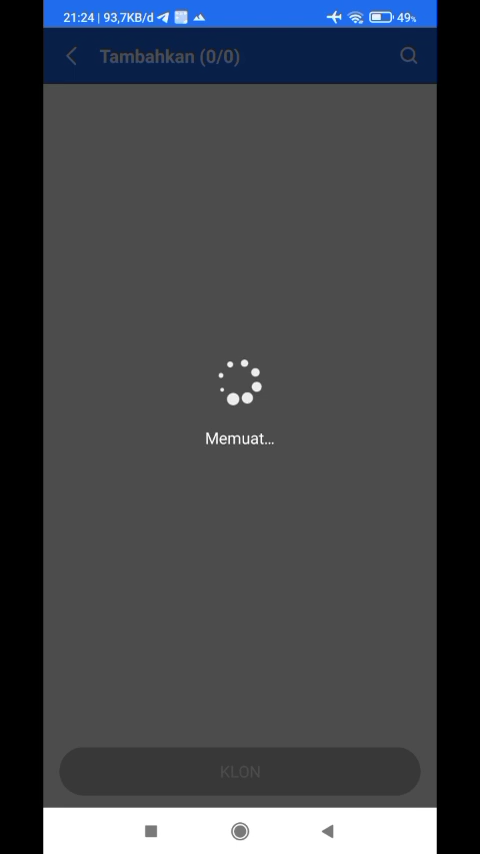 21:24 | 93,7KB/d
49%
Tambahkan (0/0)
Memuat...
KLON